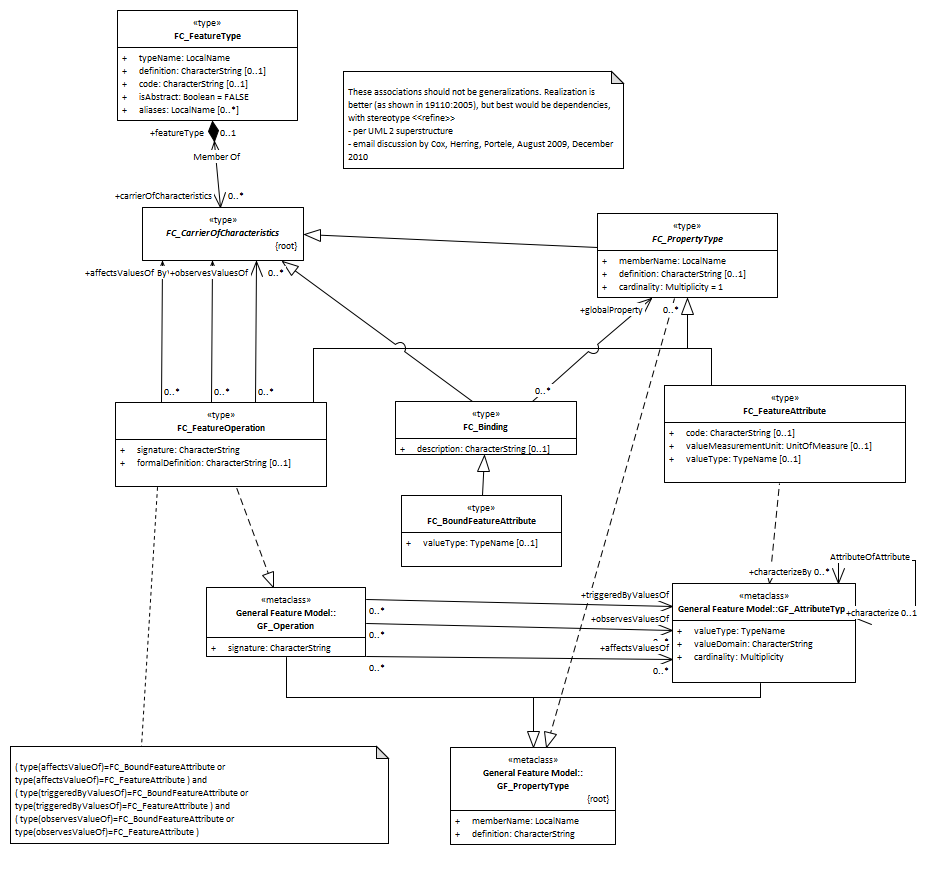 «type»
FC_FeatureType
+ typeName: LocalName
+ definition: CharacterString [0..1]
+ code: CharacterString [0..1]
+ isAbstract: Boolean = FALSE
+ aliases: LocalName [0..*]
These associations should not be generalizations. Realization is
better (as shown in 19110:2005), but best would be dependencies,
with stereotype <<refine>>
- per UML 2 superstructure
- email discussion by Cox, Herring, Portele, August 2009, December
2010
+featureType 0..1
Member Of
+carrierOfCharacteristics 0..*
«type»
FC_CarrierOfCharacteristics
{root}
«type»
FC_PropertyType
+ memberName: LocalName
+ definition: CharacterString [0..1]
+ cardinality: Multiplicity = 1
+affectsValuesOf By'+observesValuesOf 0..*
+globalProperty 0..*
0..* 0..* 0..*
0..*
«type»
FC_FeatureOperation
+ signature: CharacterString
+ formalDefinition: CharacterString [0..1]
«type»
FC_Binding
+ description: CharacterString [0..1]
«type»
FC_FeatureAttribute
+ code: CharacterString [0..1]
+ valueMeasurementUnit: UnitOfMeasure [0..1]
+ valueType: TypeName [0..1]
«type»
FC_BoundFeatureAttribute
+ valueType: TypeName [0..1]
AttributeOfAttribute
+characterizeBy 0..*
+characterize 0..1
«metaclass»
General Feature Model::
GF_Operation
+ signature: CharacterString
+triggeredByValuesOf
0..*
+observesValuesOf
0..*
0..*
+affectsValuesOf
0..*
0..*
«metaclass»
General Feature Model::GF_AttributeTyp
+ valueType: TypeName
+ valueDomain: CharacterString
+ cardinality: Multiplicity
( type(affectsValueOf)=FC_BoundFeatureAttribute or
type(affectsValueOf)=FC_FeatureAttribute ) and
( type(triggeredByValuesOf)=FC_BoundFeatureAttribute or
type(triggeredByValuesOf)=FC_FeatureAttribute ) and
( type(observesValueOf)=FC_BoundFeatureAttribute or
type(observesValueOf)=FC_FeatureAttribute )
«metaclass»
General Feature Model::
GF_PropertyType
{root}
+ memberName: LocalName
+ definition: CharacterString